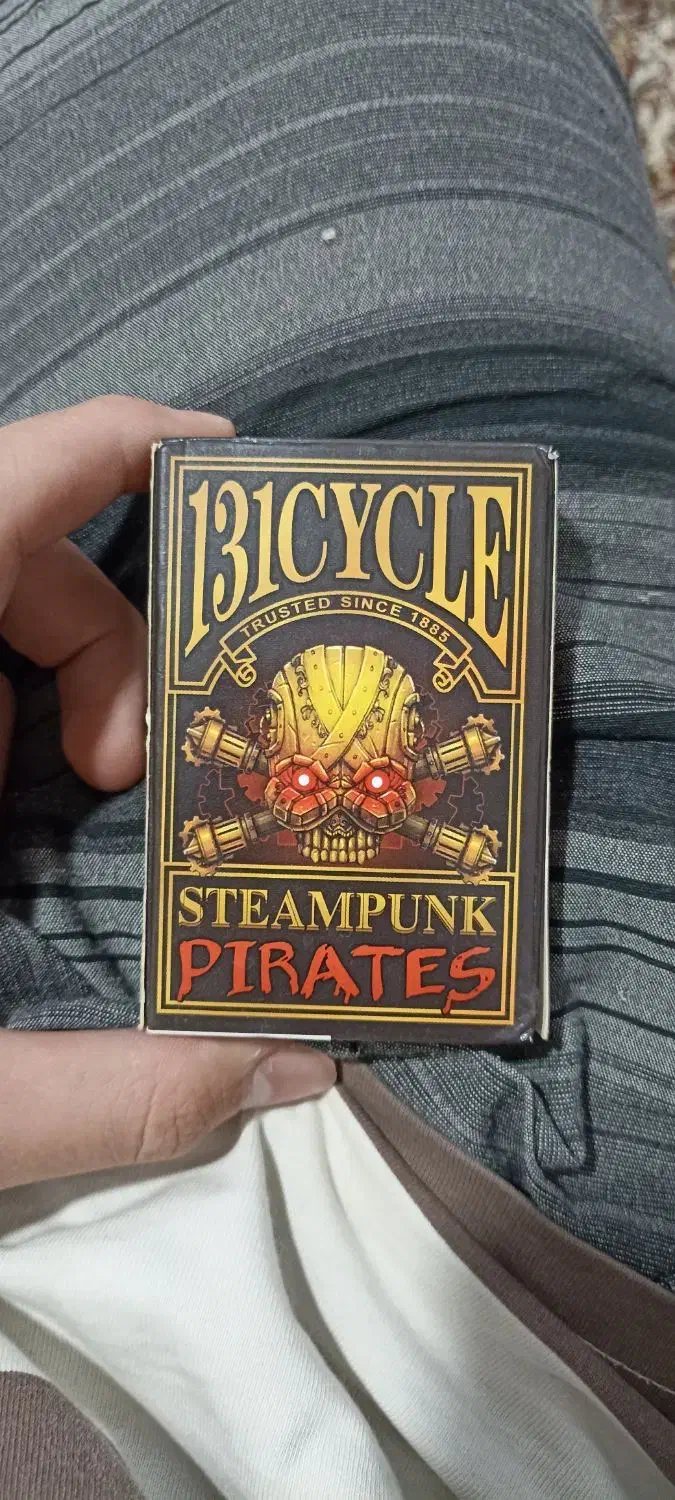 131CYCLE
TRUSTED SINCE 1885
STEAMPUNK
PIRATES